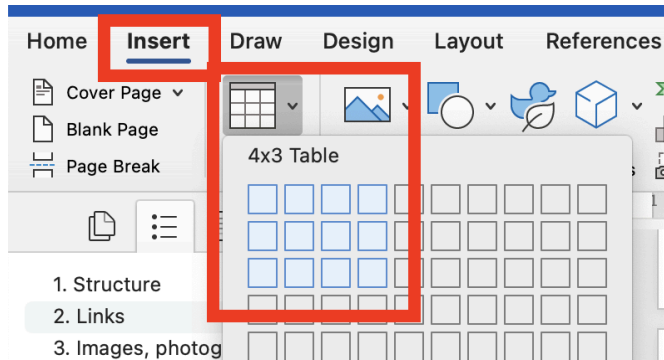 Home Insert Draw Design Layout References
Cover Page
Blank Page
Page Break
4x3 Table
1. Structure
2. Links
3. Images, photog